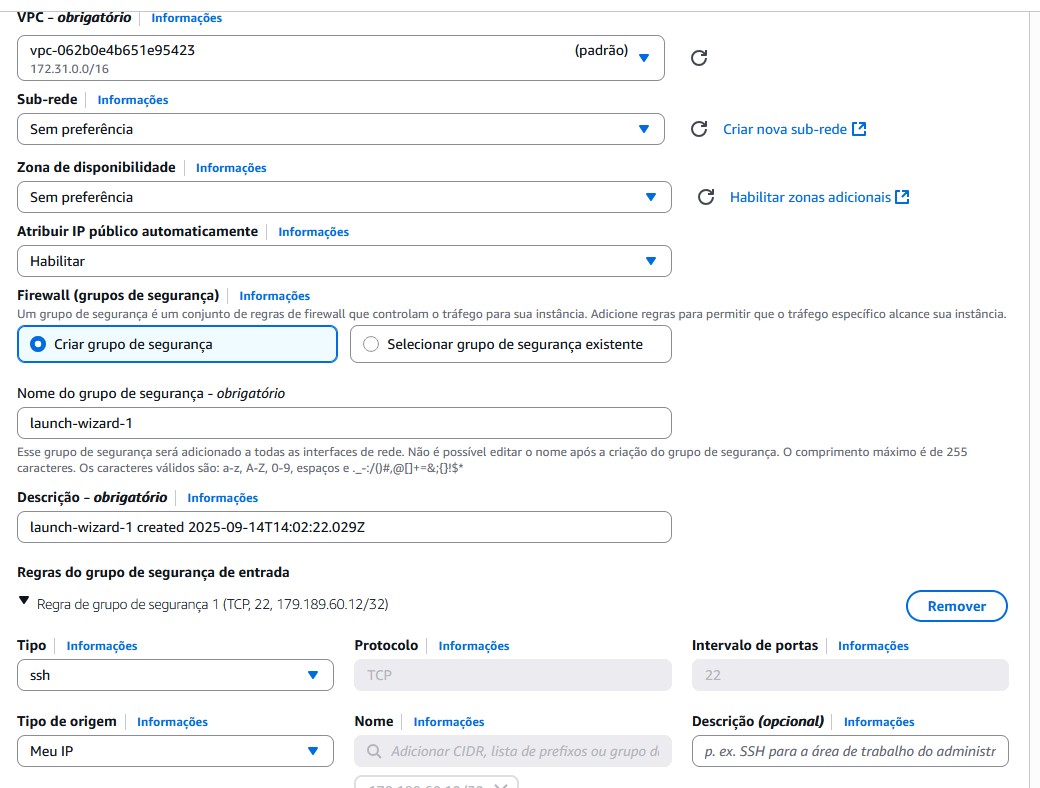 VPC – obrigatório Informações
vpc-062b0e4b651e95423 (padrão)
172.31.0.0/16
Sub-rede Informações
Sem preferência
Criar nova sub-rede
Zona de disponibilidade Informações
Sem preferência
Habilitar zonas adicionais
Atribuir IP público automaticamente Informações
Habilitar
Firewall (grupos de segurança) Informações
Um grupo de segurança é um conjunto de regras de firewall que controlam o tráfego para sua instância. Adicione regras para permitir que o tráfego específico alcance sua instância.
Criar grupo de segurança
Selecionar grupo de segurança existente
Nome do grupo de segurança - obrigatório
launch-wizard-1
Esse grupo de segurança será adicionado a todas as interfaces de rede. Não é possível editar o nome após a criação do grupo de segurança. O comprimento máximo é de 255
caracteres. Os caracteres válidos são: a-z, A-Z, 0-9, espaços e ._-:/()#,@[]+=&;{}!$*
Descrição – obrigatório Informações
launch-wizard-1 created 2025-09-14T14:02:22.029Z
Regras do grupo de segurança de entrada
Regra de grupo de segurança 1 (TCP, 22, 179.189.60.12/32)
Remover
Tipo Informações
Protocolo Informações
Intervalo de portas Informações
ssh
TCP
22
Tipo de origem Informações
Nome Informações
Descrição (opcional) Informações
Meu IP
Adicionar CIDR, lista de prefixos ou grupo d
p. ex. SSH para a área de trabalho do administr
179.189.60.12/32